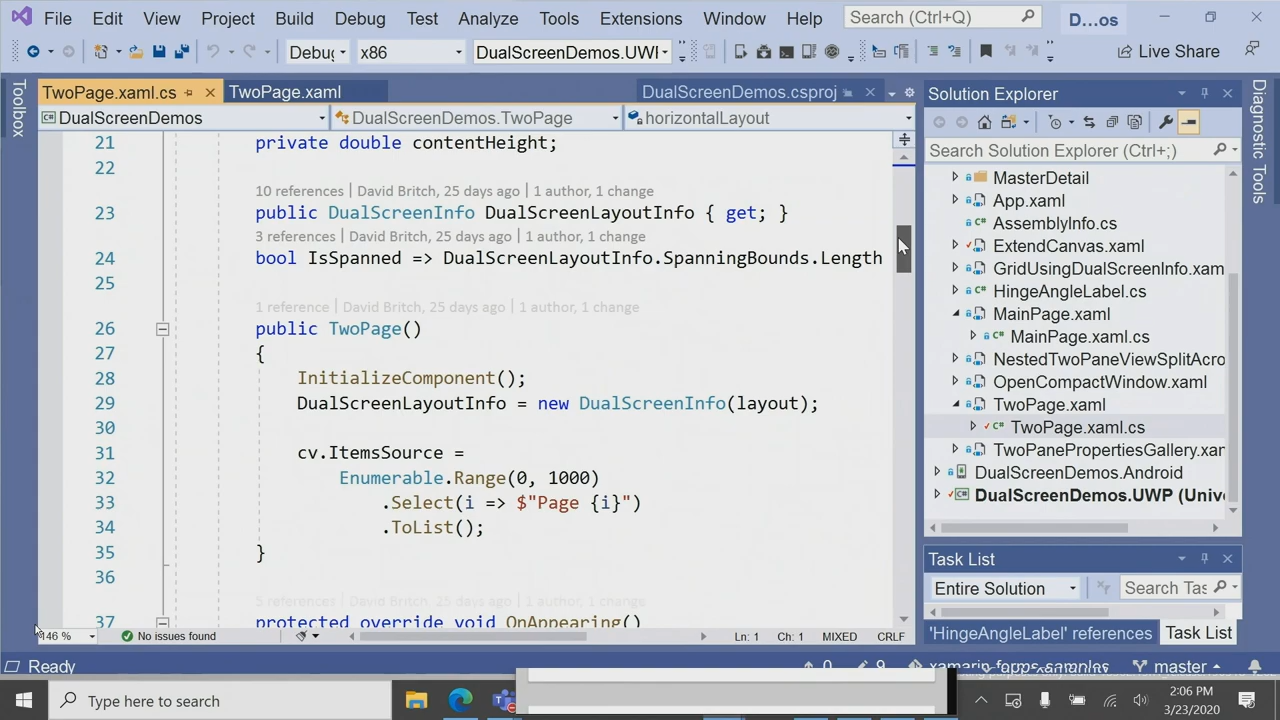 File Edit View Project Build Debug Test Analyze Tools Extensions Window Help Search (Ctrl+Q) D...os
Debug x86 DualScreenDemos.UWP Live Share
Toolbox
TwoPage.xaml.cs TwoPage.xaml DualScreenDemos.csproj
DualScreenDemos DualScreenDemos.TwoPage horizontalLayout
21 private double contentHeight;
22
10 references | David Britch, 25 days ago | 1 author, 1 change
23 public DualScreenInfo DualScreenLayoutInfo { get; }
3 references | David Britch, 25 days ago | 1 author, 1 change
24 bool IsSpanned => DualScreenLayoutInfo.SpanningBounds.Length
25
1 reference | David Britch, 25 days ago | 1 author, 1 change
26 public TwoPage()
27 {
28 InitializeComponent();
29 DualScreenLayoutInfo = new DualScreenInfo(layout);
30
31 cv.ItemsSource =
32 Enumerable.Range(0, 1000)
33 .Select(i => $"Page {i}")
34 .ToList();
35 }
36
5 references | David Britch, 25 days ago | 1 author, 1 change
37 protected override void OnAppearing()
146 % No issues found Ln: 1 Ch: 1 MIXED CRLF
Solution Explorer
Search Solution Explorer (Ctrl+;)
MasterDetail
App.xaml
AssemblyInfo.cs
ExtendCanvas.xaml
GridUsingDualScreenInfo.xam
HingeAngleLabel.cs
MainPage.xaml
MainPage.xaml.cs
NestedTwoPaneViewSplitAcro
OpenCompactWindow.xaml
TwoPage.xaml
TwoPage.xaml.cs
TwoPanePropertiesGallery.xan
DualScreenDemos.Android
DualScreenDemos.UWP (Unive
Task List
Entire Solution Search Tas
'HingeAngleLabel' references Task List
Diagnostic Tools
Ready 0 9 xamarin-forms-samples master
Type here to search
2:06 PM
3/23/2020